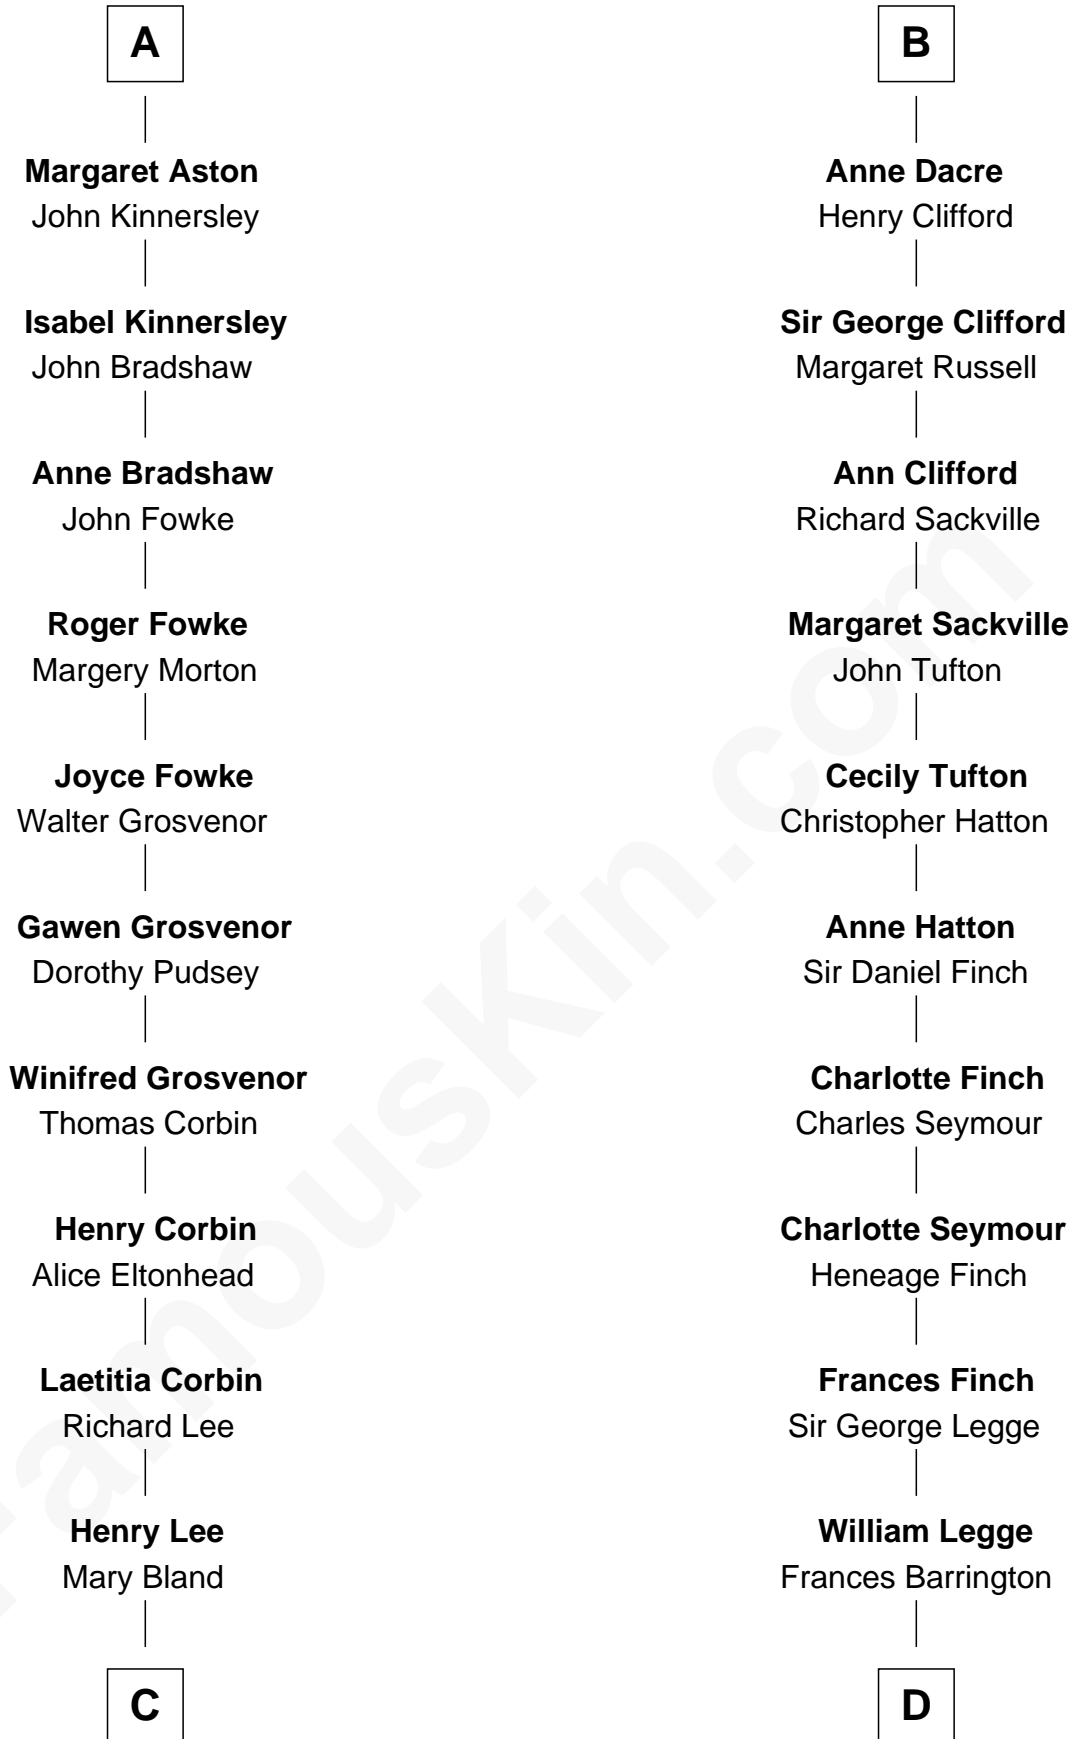 A
Margaret Aston
John Kinnersley
Isabel Kinnersley
John Bradshaw
Anne Bradshaw
John Fowke
Roger Fowke
Margery Morton
Joyce Fowke
Walter Grosvenor
Gawen Grosvenor
Dorothy Pudsey
Winifred Grosvenor
Thomas Corbin
Henry Corbin
Alice Eltonhead
Laetitia Corbin
Richard Lee
Henry Lee
Mary Bland
C
B
Anne Dacre
Henry Clifford
Sir George Clifford
Margaret Russell
Ann Clifford
Richard Sackville
Margaret Sackville
John Tufton
Cecily Tufton
Christopher Hatton
Anne Hatton
Sir Daniel Finch
Charlotte Finch
Charles Seymour
Charlotte Seymour
Heneage Finch
Frances Finch
Sir George Legge
William Legge
Frances Barrington
D
FamousKin.com